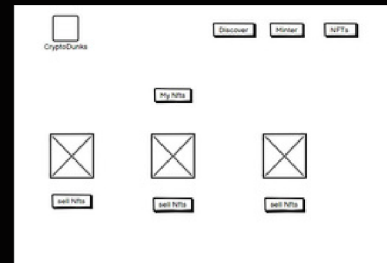 Discover
Minter
NFTs
CryptoDunks
My Nfts
sell Nfts
sell Nfts
sell Nfts